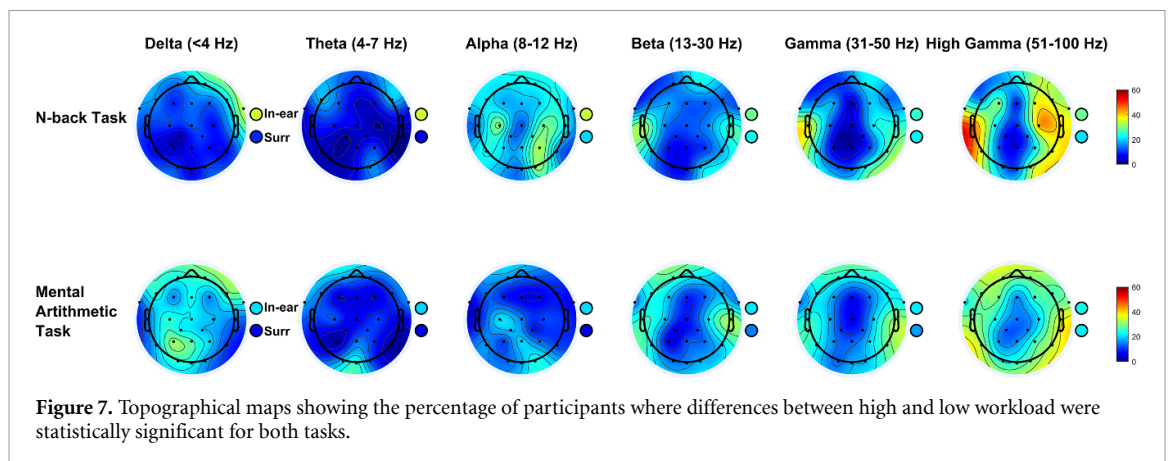 Delta (<4 Hz) Theta (4-7 Hz) Alpha (8-12 Hz) Beta (13-30 Hz) Gamma (31-50 Hz) High Gamma (51-100 Hz)
N-back Task
In-ear
Surr
60
40
20
0
Mental
Artithmetic
Task
In-ear
Surr
60
40
20
0
Figure 7. Topographical maps showing the percentage of participants where differences between high and low workload were
statistically significant for both tasks.